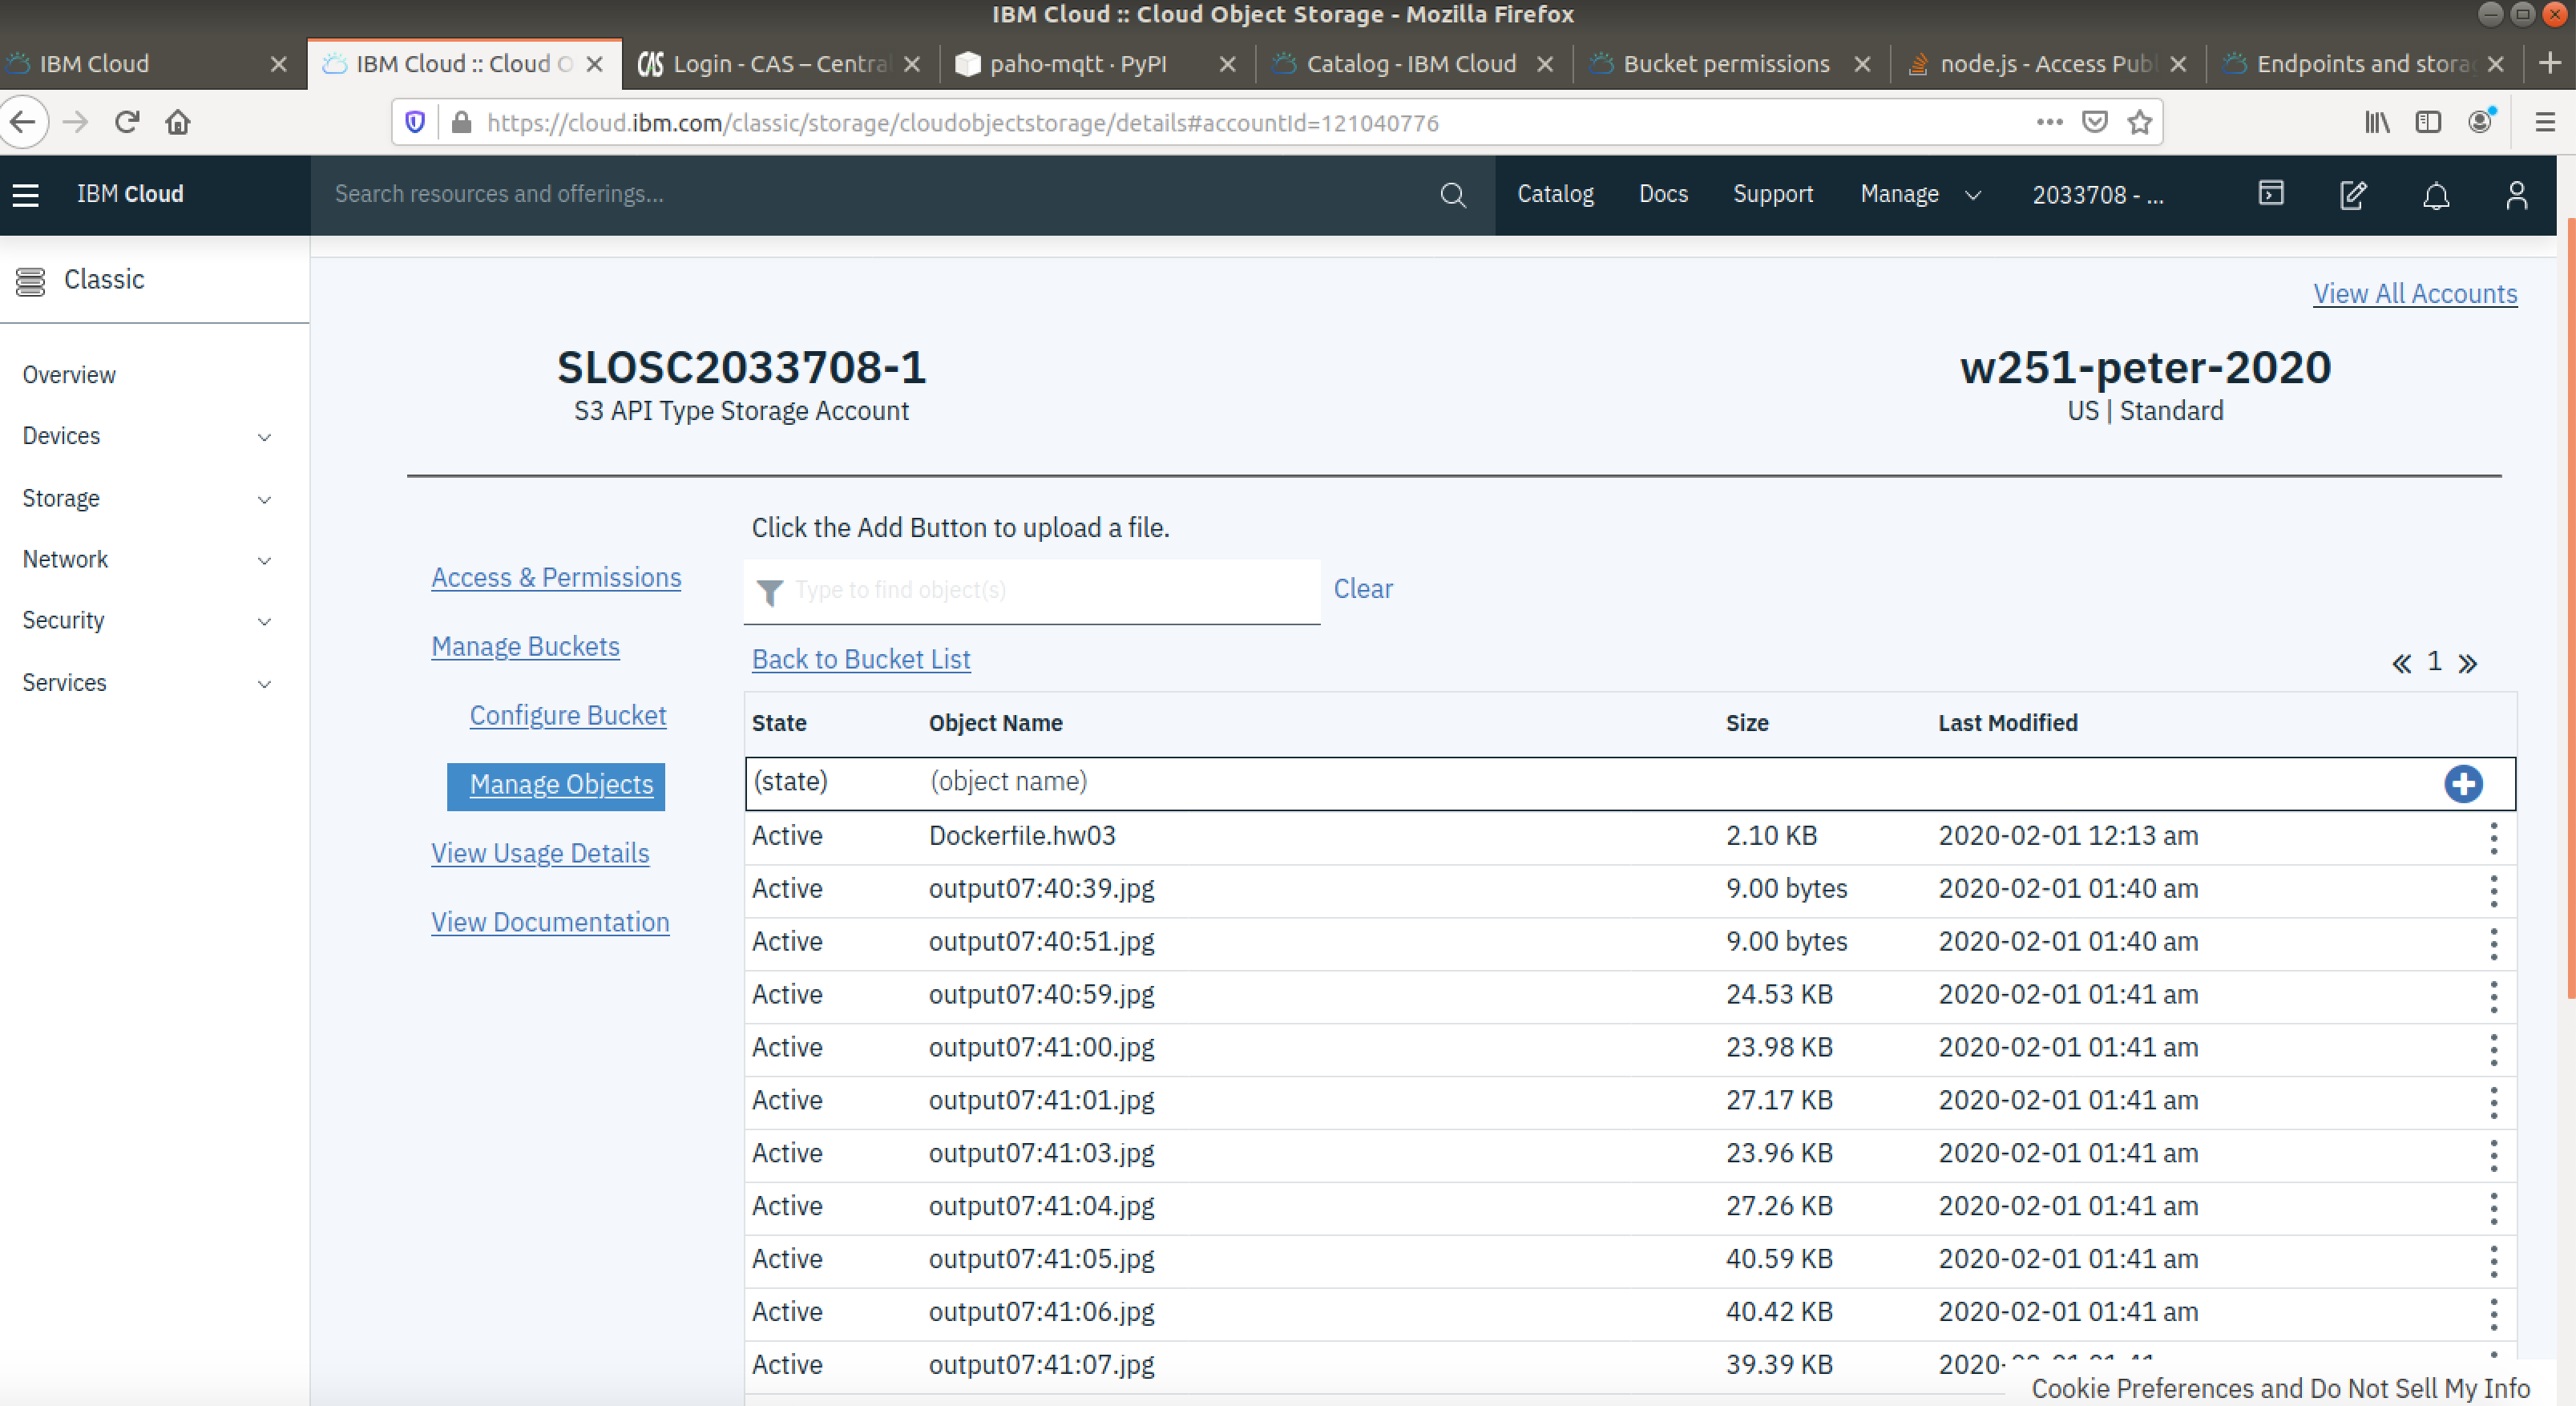 IBM Cloud :: Cloud Object Storage - Mozilla Firefox
IBM Cloud
IBM Cloud :: Cloud O
Login - CAS – Central
paho-mqtt · PyPI
Catalog - IBM Cloud
Bucket permissions
node.js - Access Publ
Endpoints and storag
https://cloud.ibm.com/classic/storage/cloudobjectstorage/details#accountId=121040776
IBM Cloud
Search resources and offerings...
Catalog
Docs
Support
Manage
2033708 - ...
Classic
View All Accounts
SLOSC2033708-1
S3 API Type Storage Account
w251-peter-2020
US | Standard
Overview
Devices
Storage
Network
Security
Services
Access & Permissions
Manage Buckets
Configure Bucket
Manage Objects
View Usage Details
View Documentation
Click the Add Button to upload a file.
Type to find object(s)
Clear
Back to Bucket List
« 1 »
State Object Name Size Last Modified
(state) (object name)
Active Dockerfile.hw03 2.10 KB 2020-02-01 12:13 am
Active output07:40:39.jpg 9.00 bytes 2020-02-01 01:40 am
Active output07:40:51.jpg 9.00 bytes 2020-02-01 01:40 am
Active output07:40:59.jpg 24.53 KB 2020-02-01 01:41 am
Active output07:41:00.jpg 23.98 KB 2020-02-01 01:41 am
Active output07:41:01.jpg 27.17 KB 2020-02-01 01:41 am
Active output07:41:03.jpg 23.96 KB 2020-02-01 01:41 am
Active output07:41:04.jpg 27.26 KB 2020-02-01 01:41 am
Active output07:41:05.jpg 40.59 KB 2020-02-01 01:41 am
Active output07:41:06.jpg 40.42 KB 2020-02-01 01:41 am
Active output07:41:07.jpg 39.39 KB
Cookie Preferences and Do Not Sell My Info